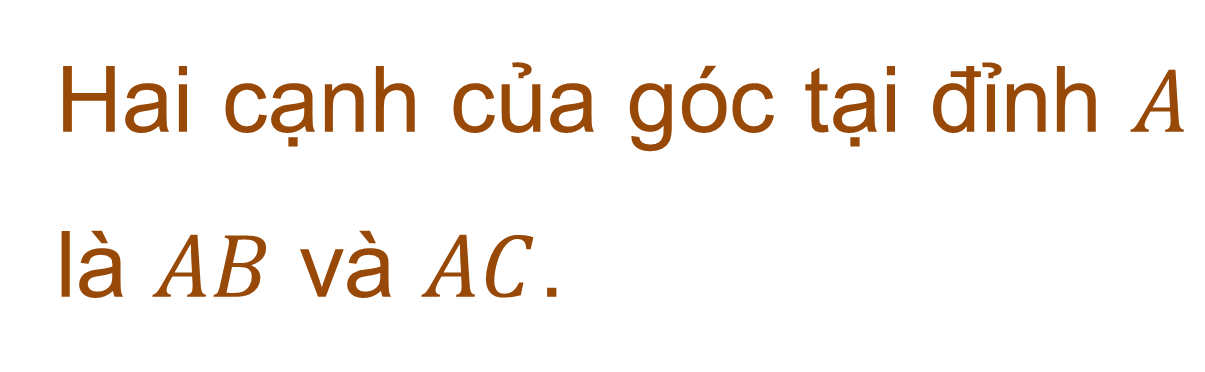 Hai cạnh của góc tại đỉnh A
là AB và AC.